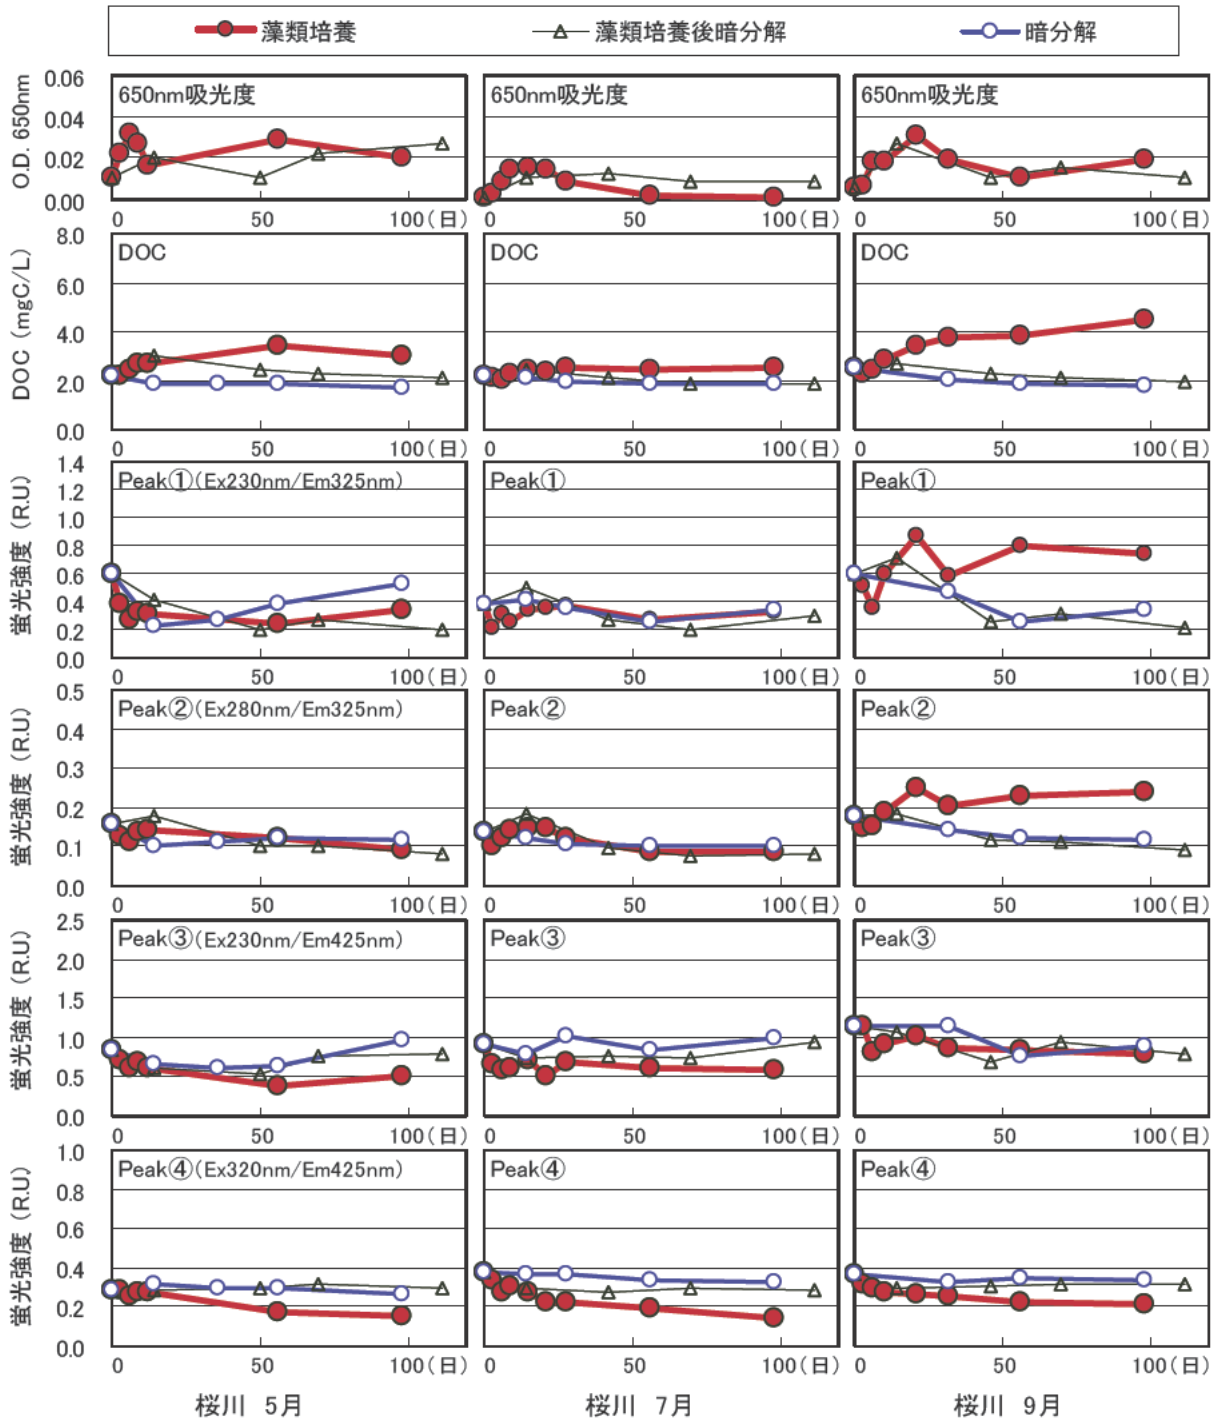 藻類培養 藻類培養後暗分解 暗分解
O.D. 650nm
0.06
0.04
0.02
0.00
650nm吸光度 650nm吸光度 650nm吸光度
0 50 100(日) 0 50 100(日) 0 50 100(日)
DOC (mgC/L)
8.0
6.0
4.0
2.0
0.0
DOC DOC DOC
0 50 100(日) 0 50 100(日) 0 50 100(日)
蛍光強度 (R.U)
1.4
1.2
1.0
0.8
0.6
0.4
0.2
0.0
Peak①(Ex230nm/Em325nm) Peak① Peak①
0 50 100(日) 0 50 100(日) 0 50 100(日)
蛍光強度 (R.U)
0.5
0.4
0.3
0.2
0.1
0.0
Peak②(Ex280nm/Em325nm) Peak② Peak②
0 50 100(日) 0 50 100(日) 0 50 100(日)
蛍光強度 (R.U)
2.5
2.0
1.5
1.0
0.5
0.0
Peak③(Ex230nm/Em425nm) Peak③ Peak③
0 50 100(日) 0 50 100(日) 0 50 100(日)
蛍光強度 (R.U)
1.0
0.8
0.6
0.4
0.2
0.0
Peak④(Ex320nm/Em425nm) Peak④ Peak④
0 50 100(日) 0 50 100(日) 0 50 100(日)
桜川 5月 桜川 7月 桜川 9月